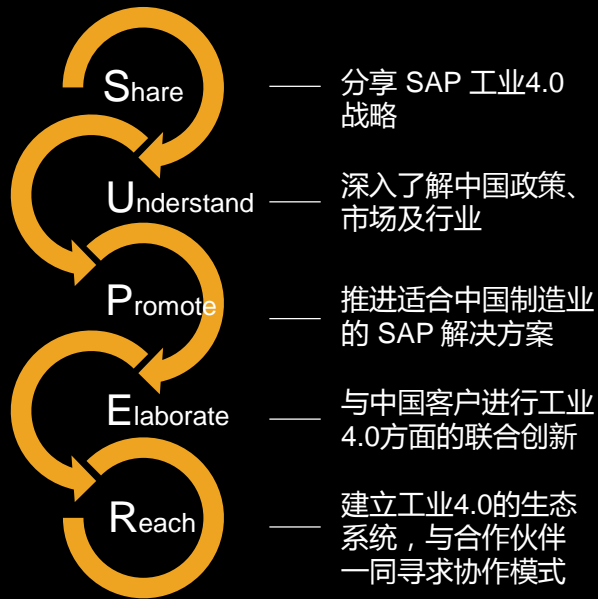 Share
分享 SAP 工业4.0
战略
Understand
深入了解中国政策、
市场及行业
Promote
推进适合中国制造业
的 SAP 解决方案
Elaborate
与中国客户进行工业
4.0方面的联合创新
Reach
建立工业4.0的生态
系统，与合作伙伴
一同寻求协作模式